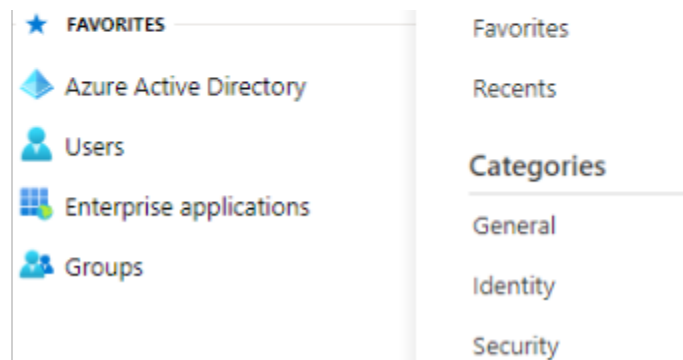 FAVORITES
Azure Active Directory
Users
Enterprise applications
Groups
Favorites
Recents
Categories
General
Identity
Security